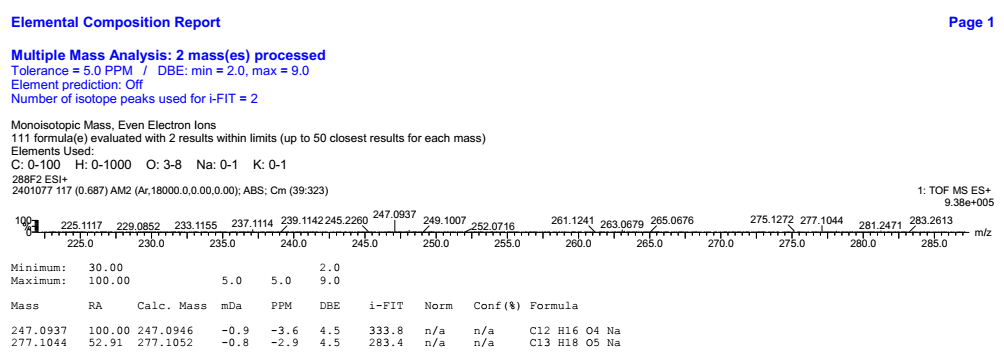 Elemental Composition Report Page 1
Multiple Mass Analysis: 2 mass(es) processed
Tolerance = 5.0 PPM / DBE: min = 2.0, max = 9.0
Element prediction: Off
Number of isotope peaks used for i-FIT = 2
Monoisotopic Mass, Even Electron Ions
111 formula(e) evaluated with 2 results within limits (up to 50 closest results for each mass)
Elements Used:
C: 0-100 H: 0-1000 O: 3-8 Na: 0-1 K: 0-1
288F2 ESI+
2401077 117 (0.687) AM2 (Ar,18000.0,0.00,0.00); ABS; Cm (39:323) 1: TOF MS ES+
9.38e+005
100 225.1117 229.0852 233.1155 237.1114 239.1142 245.2260 247.0937 249.1007 252.0716 261.1241 263.0679 265.0676 275.1272 277.1044 281.2471 283.2613
%
0 m/z
225.0 230.0 235.0 240.0 245.0 250.0 255.0 260.0 265.0 270.0 275.0 280.0 285.0
Minimum: 30.00 2.0
Maximum: 100.00 5.0 5.0 9.0
Mass RA Calc. Mass mDa PPM DBE i-FIT Norm Conf(%) Formula
247.0937 100.00 247.0946 -0.9 -3.6 4.5 333.8 n/a n/a C12 H16 O4 Na
277.1044 52.91 277.1052 -0.8 -2.9 4.5 283.4 n/a n/a C13 H18 O5 Na